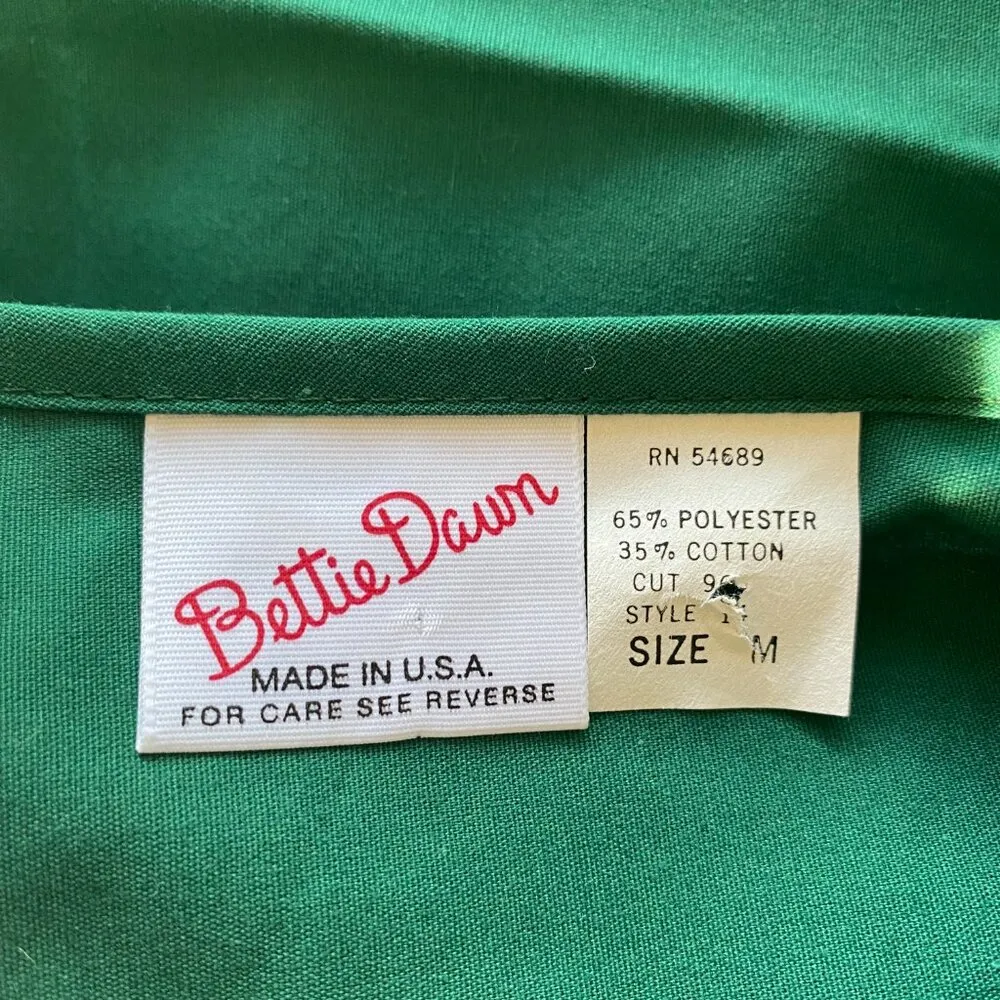 Bettie Dawn
MADE IN U.S.A.
FOR CARE SEE REVERSE
RN 54689
65% POLYESTER
35% COTTON
CUT
STYLE
SIZE M